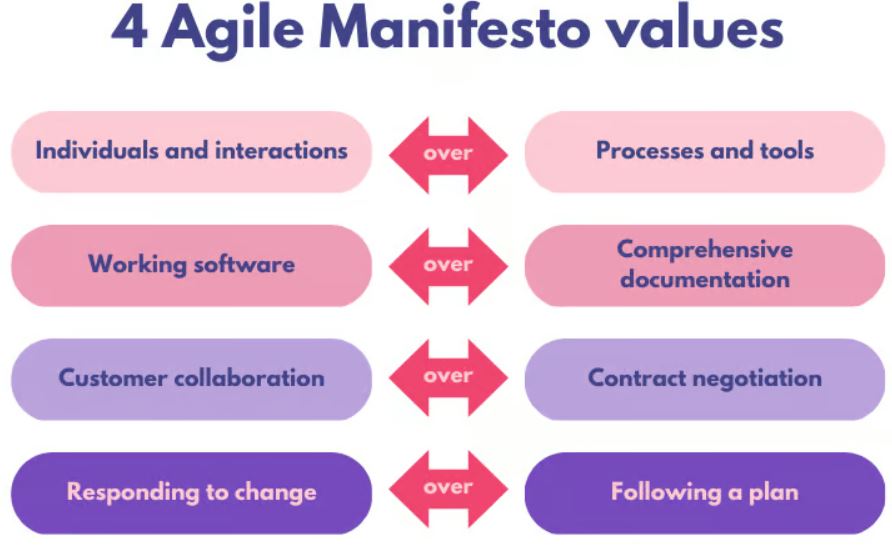 4 Agile Manifesto values
Individuals and interactions over Processes and tools
Working software over Comprehensive
documentation
Customer collaboration over Contract negotiation
Responding to change over Following a plan